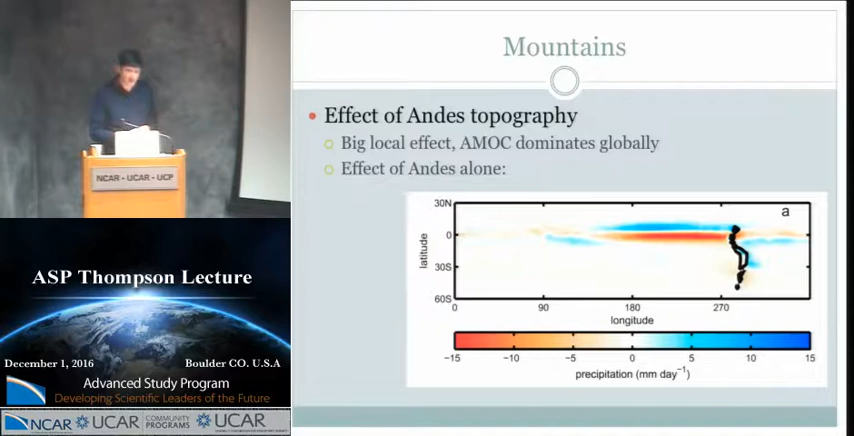 NCAR - UCAR - UCP
ASP Thompson Lecture
December 1, 2016
Boulder CO. U.S.A
Advanced Study Program
Developing Scientific Leaders of the Future
NCAR
UCAR
COMMUNITY
PROGRAMS
UCAR
Mountains
Effect of Andes topography
Big local effect, AMOC dominates globally
Effect of Andes alone:
a
latitude
30N
0
30S
60S
0 90 180 270
longitude
−15 −10 −5 0 5 10 15
precipitation (mm day⁻¹)